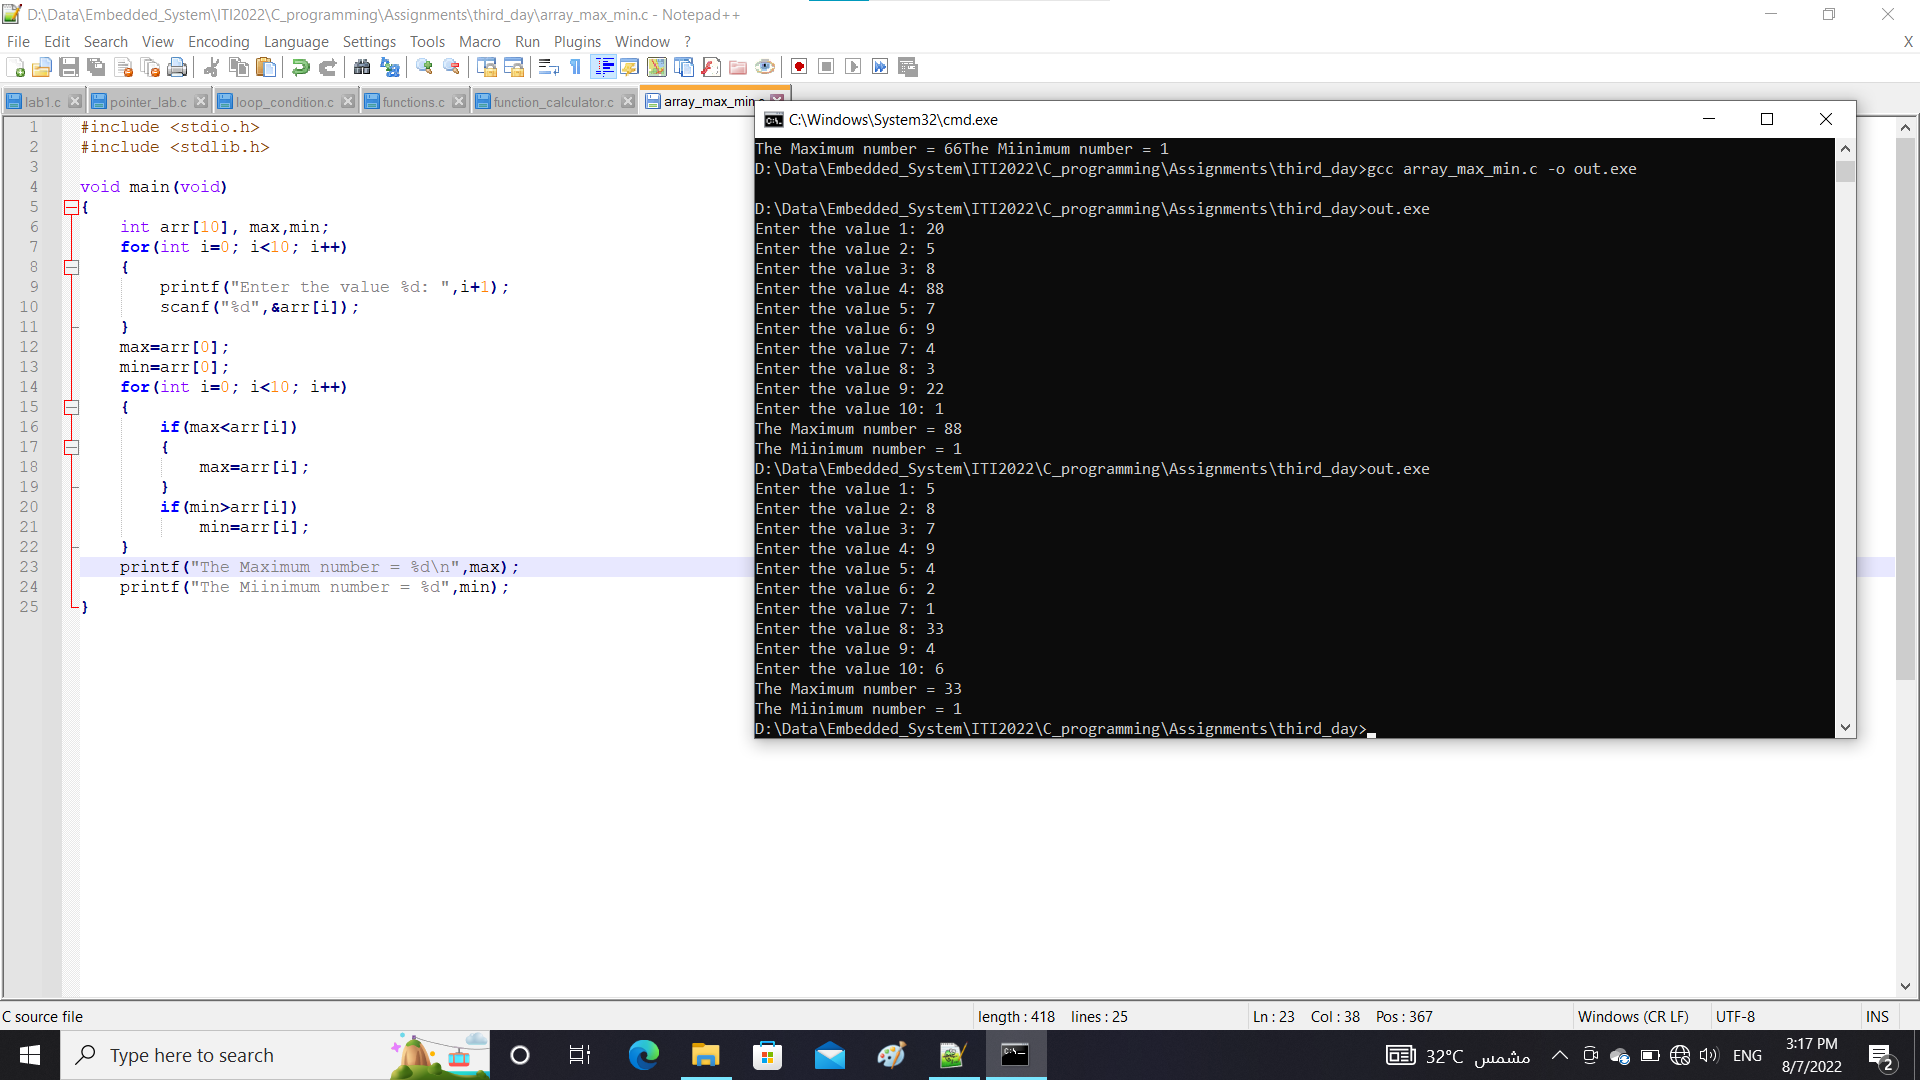 D:\Data\Embedded_System\ITI2022\C_programming\Assignments\third_day\array_max_min.c - Notepad++
File Edit Search View Encoding Language Settings Tools Macro Run Plugins Window ? X
lab1.c pointer_lab.c loop_condition.c functions.c function_calculator.c array_max_min.c
1 #include <stdio.h>
2 #include <stdlib.h>
3
4 void main(void)
5 {
6 int arr[10], max,min;
7 for(int i=0; i<10; i++)
8 {
9 printf("Enter the value %d: ",i+1);
10 scanf("%d",&arr[i]);
11 }
12 max=arr[0];
13 min=arr[0];
14 for(int i=0; i<10; i++)
15 {
16 if(max<arr[i])
17 {
18 max=arr[i];
19 }
20 if(min>arr[i])
21 min=arr[i];
22 }
23 printf("The Maximum number = %d\n",max);
24 printf("The Miinimum number = %d",min);
25 }
C:\Windows\System32\cmd.exe
The Maximum number = 66The Miinimum number = 1
D:\Data\Embedded_System\ITI2022\C_programming\Assignments\third_day>gcc array_max_min.c -o out.exe
D:\Data\Embedded_System\ITI2022\C_programming\Assignments\third_day>out.exe
Enter the value 1: 20
Enter the value 2: 5
Enter the value 3: 8
Enter the value 4: 88
Enter the value 5: 7
Enter the value 6: 9
Enter the value 7: 4
Enter the value 8: 3
Enter the value 9: 22
Enter the value 10: 1
The Maximum number = 88
The Miinimum number = 1
D:\Data\Embedded_System\ITI2022\C_programming\Assignments\third_day>out.exe
Enter the value 1: 5
Enter the value 2: 8
Enter the value 3: 7
Enter the value 4: 9
Enter the value 5: 4
Enter the value 6: 2
Enter the value 7: 1
Enter the value 8: 33
Enter the value 9: 4
Enter the value 10: 6
The Maximum number = 33
The Miinimum number = 1
D:\Data\Embedded_System\ITI2022\C_programming\Assignments\third_day>
C source file length : 418 lines : 25 Ln : 23 Col : 38 Pos : 367 Windows (CR LF) UTF-8 INS
Type here to search 32°C مشمس ENG 3:17 PM
8/7/2022 2